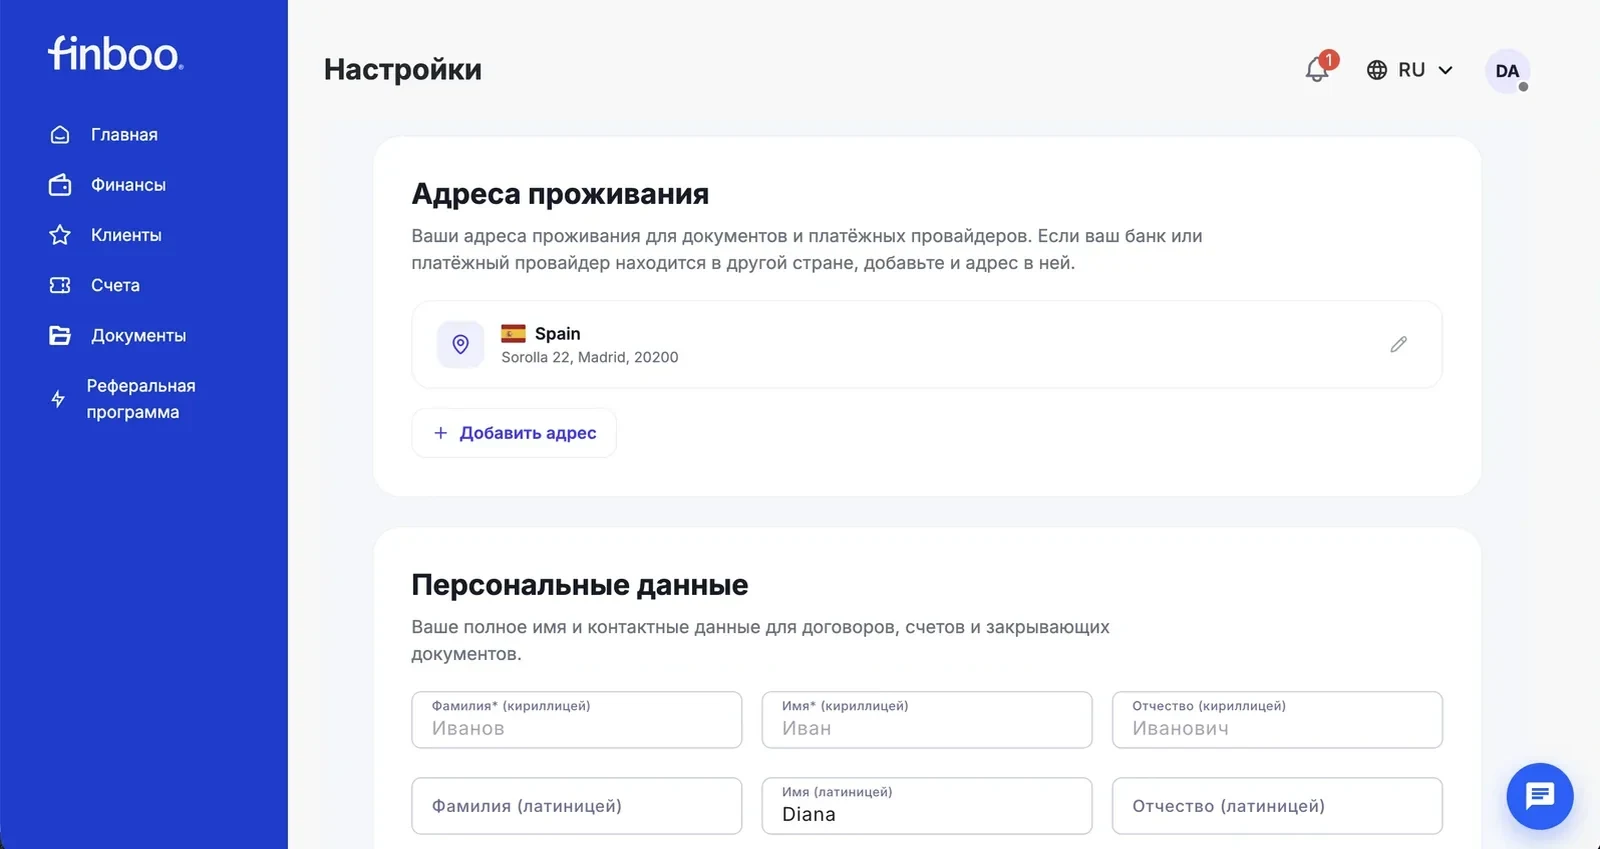 finboo.
Настройки
1
RU
DA
Главная
Финансы
Клиенты
Счета
Документы
Реферальная
программа
Адреса проживания
Ваши адреса проживания для документов и платёжных провайдеров. Если ваш банк или
платёжный провайдер находится в другой стране, добавьте и адрес в ней.
Spain
Sorolla 22, Madrid, 20200
+ Добавить адрес
Персональные данные
Ваше полное имя и контактные данные для договоров, счетов и закрывающих
документов.
Фамилия* (кириллицей)
Иванов
Имя* (кириллицей)
Иван
Отчество (кириллицей)
Иванович
Фамилия (латиницей)
Имя (латиницей)
Diana
Отчество (латиницей)